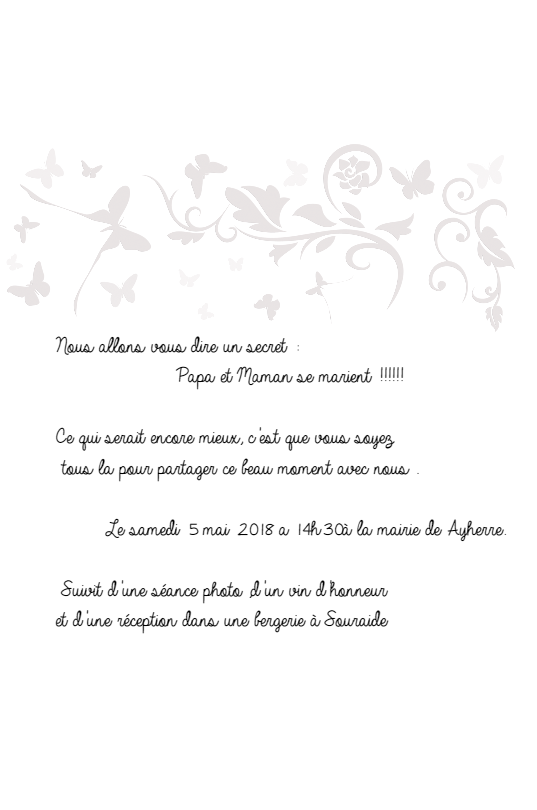 Nous allons vous dire un secret :
Papa et Maman se marient !!!!!!
Ce qui serait encore mieux, c'est que vous soyez
tous la pour partager ce beau moment avec nous .
Le samedi 5 mai 2018 a 14h30à la mairie de Ayherre.
Suivit d'une séance photo d'un vin d'honneur
et d'une réception dans une bergerie à Souraide